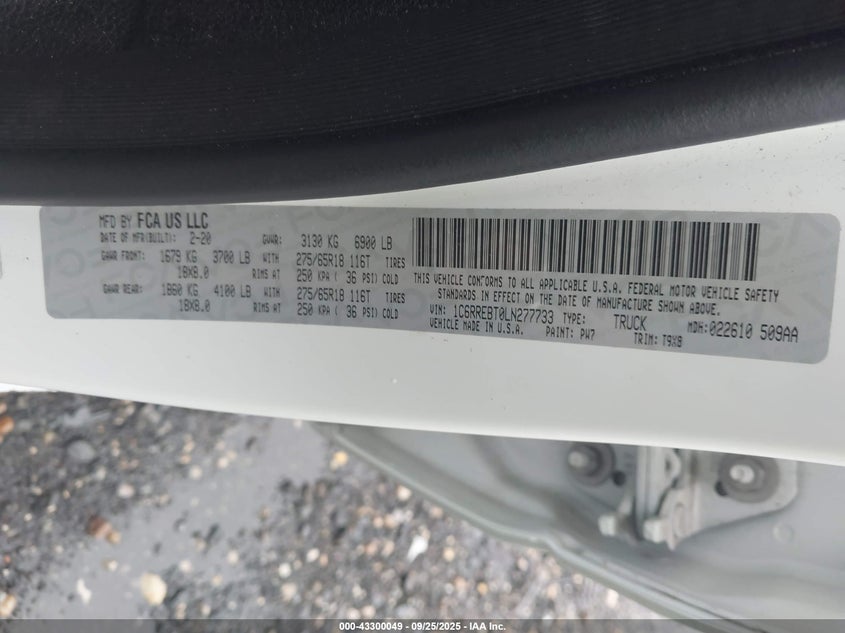 MFD BY FCA US LLC
DATE OF MFR(BUILT): 2-20 GVWR: 3130 KG 6900 LB
GAWR FRONT: 1679 KG 3700 LB WITH 275/65R18 116T TIRES
18X8.0 RIMS AT 250 KPA ( 36 PSI) COLD
GAWR REAR: 1860 KG 4100 LB WITH 275/65R18 116T TIRES
18X8.0 RIMS AT 250 KPA ( 36 PSI) COLD
THIS VEHICLE CONFORMS TO ALL APPLICABLE U.S.A. FEDERAL MOTOR VEHICLE SAFETY
STANDARDS IN EFFECT ON THE DATE OF MANUFACTURE SHOWN ABOVE.
VIN: 1C6RREBT0LN277733 TYPE: TRUCK MDH: 022610 509AA
VEHICLE MADE IN U.S.A. PAINT: PW7 TRIM: T9X8
000-43300049 - 09/25/2025 - IAA Inc.